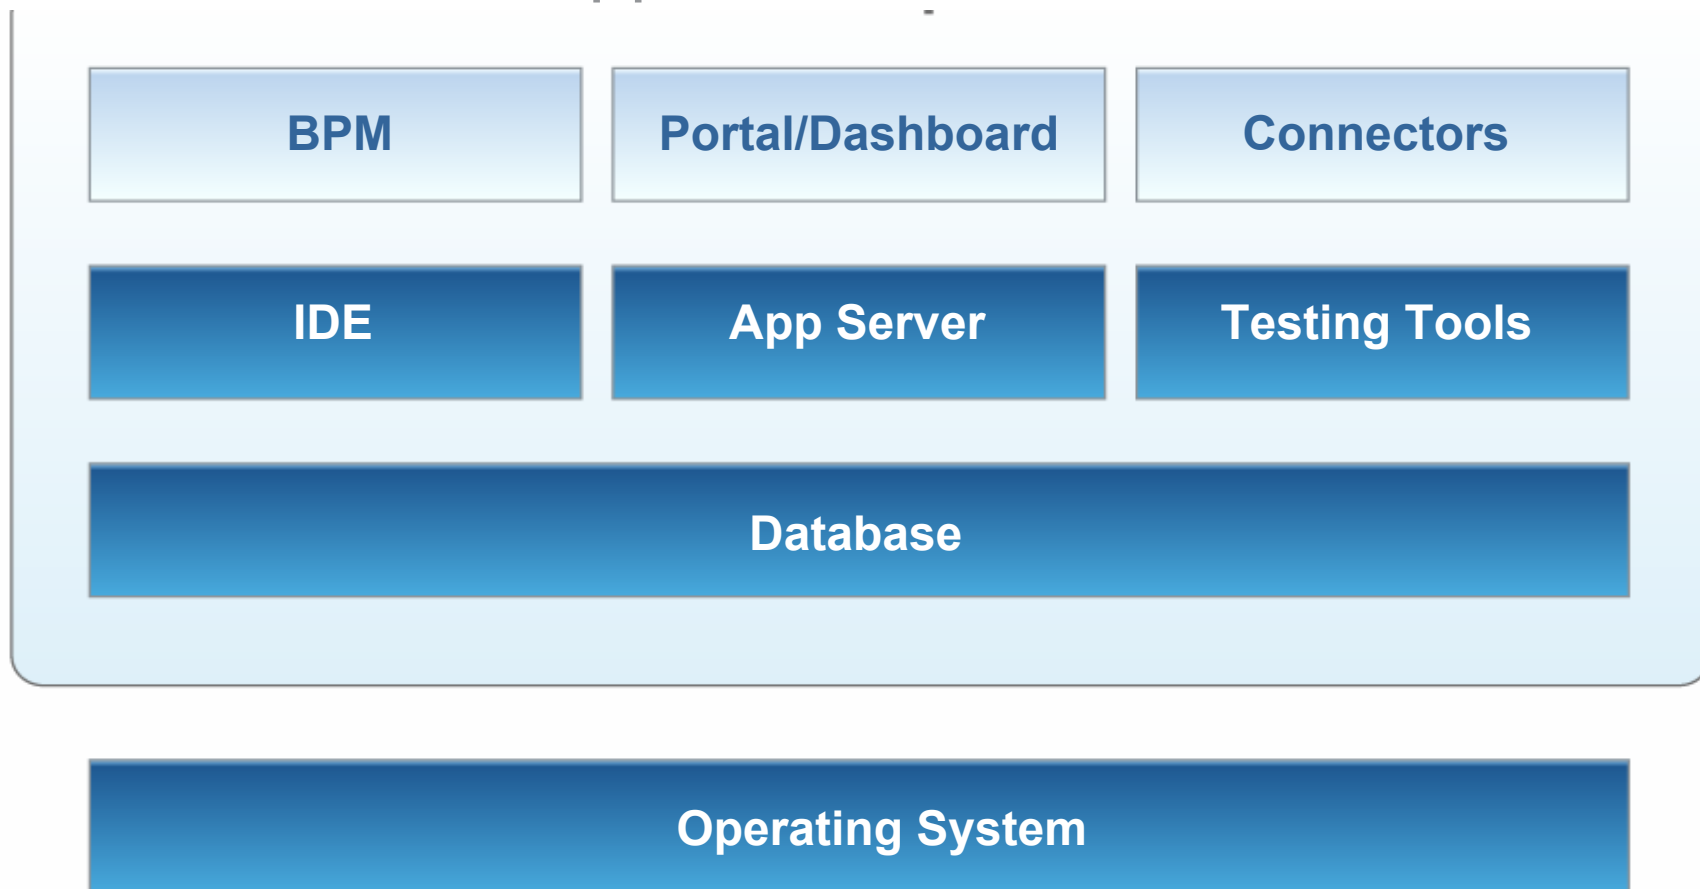 BPM
Portal/Dashboard
Connectors
IDE
App Server
Testing Tools
Database
Operating System